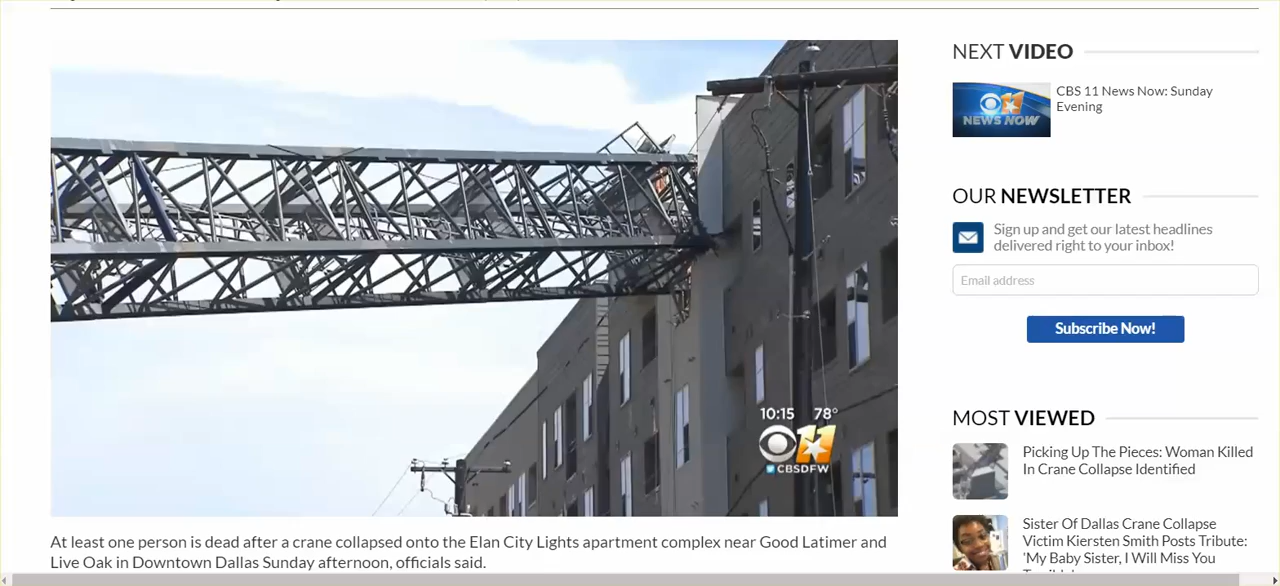 NEXT VIDEO
CBS 11 News Now: Sunday
Evening
11
NEWS NOW
OUR NEWSLETTER
Sign up and get our latest headlines
delivered right to your inbox!
Email address
Subscribe Now!
10:15 78°
11
CBSDFW
MOST VIEWED
Picking Up The Pieces: Woman Killed
In Crane Collapse Identified
Sister Of Dallas Crane Collapse
Victim Kiersten Smith Posts Tribute:
'My Baby Sister, I Will Miss You
At least one person is dead after a crane collapsed onto the Elan City Lights apartment complex near Good Latimer and
Live Oak in Downtown Dallas Sunday afternoon, officials said.